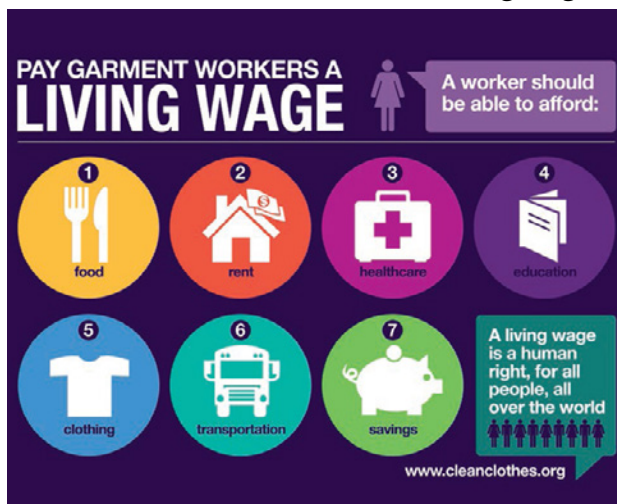 PAY GARMENT WORKERS A
LIVING WAGE
A worker should
be able to afford:
1
food
2
rent
$
3
healthcare
4
education
5
clothing
6
transportation
7
savings
A living wage
is a human
right, for all
people, all
over the world
www.cleanclothes.org